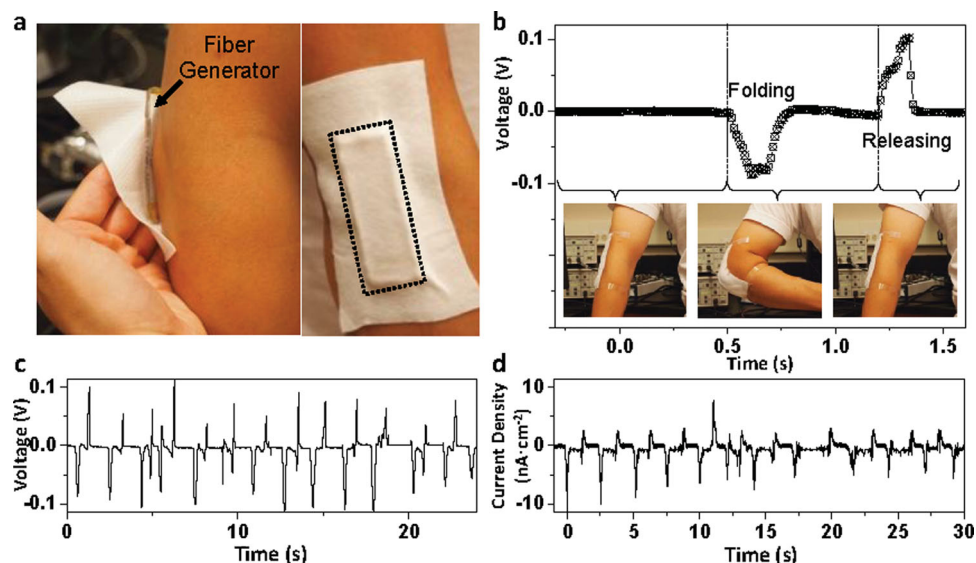 a
Fiber
Generator
b
Voltage (V)
0.1
0.0
-0.1
Folding
Releasing
0.0 0.5 1.0 1.5
Time (s)
c
Voltage (V)
0.1
0.0
-0.1
0 10 20
Time (s)
d
Current Density
(nA·cm⁻²)
10
0
-10
0 5 10 15 20 25 30
Time (s)